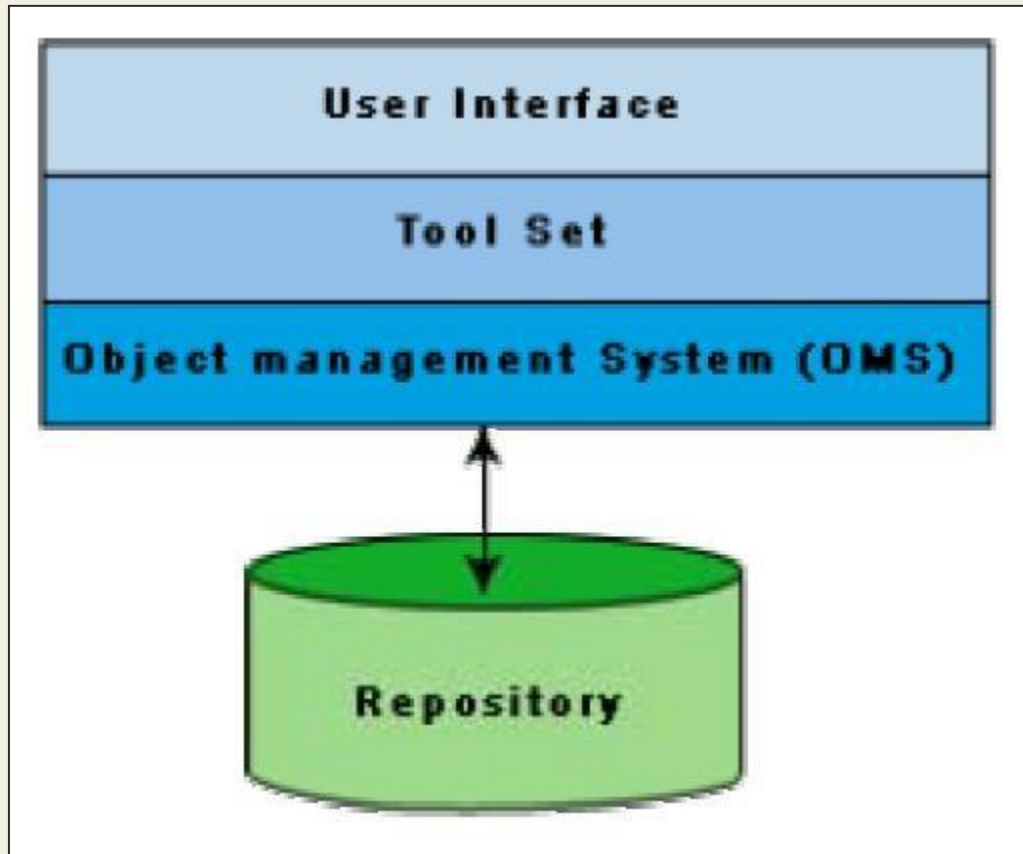 User Interface
Tool Set
Object management System (OMS)
Repository